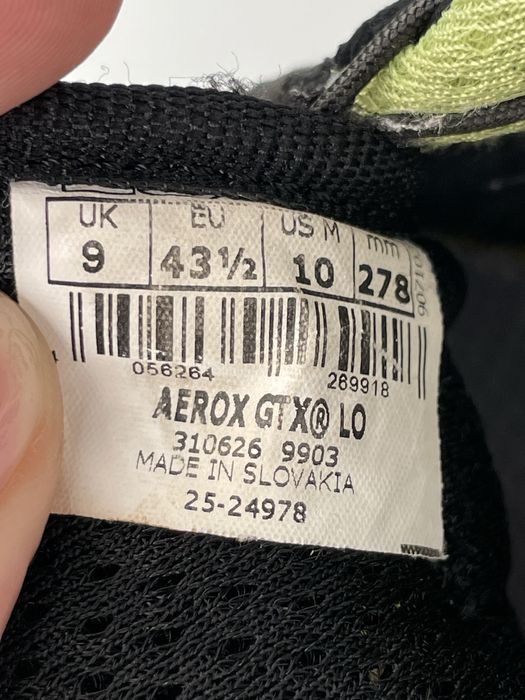 UK EU US M mm
9 43½ 10 278
056264 269918
AEROX GTX® LO
310626 9903
MADE IN SLOVAKIA
25-24978